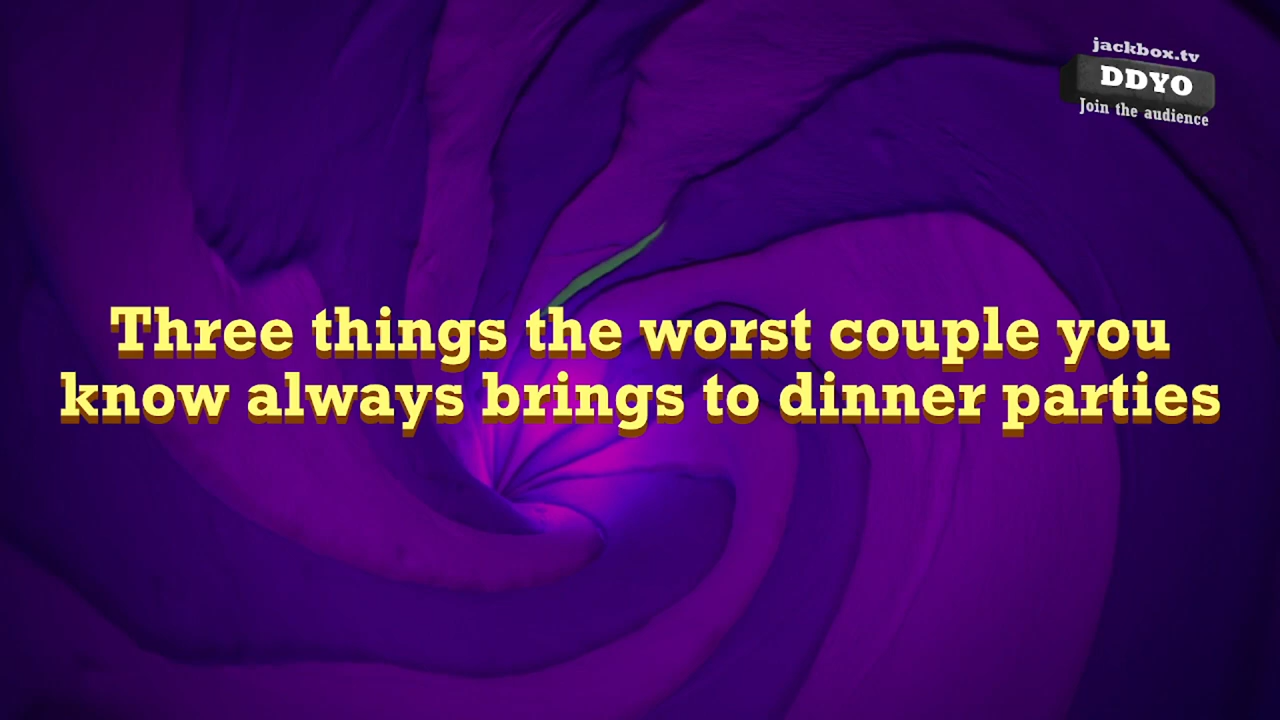 jackbox.tv
DDYO
Join the audience
Three things the worst couple you
know always brings to dinner parties